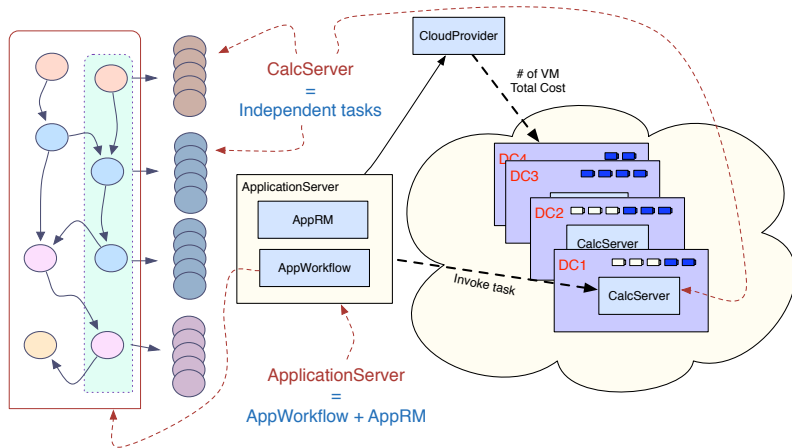 CloudProvider
CalcServer
=
Independent tasks
# of VM
Total Cost
DC4
DC3
DC2
CalcServer
DC1
CalcServer
ApplicationServer
AppRM
AppWorkflow
Invoke task
ApplicationServer
=
AppWorkflow + AppRM